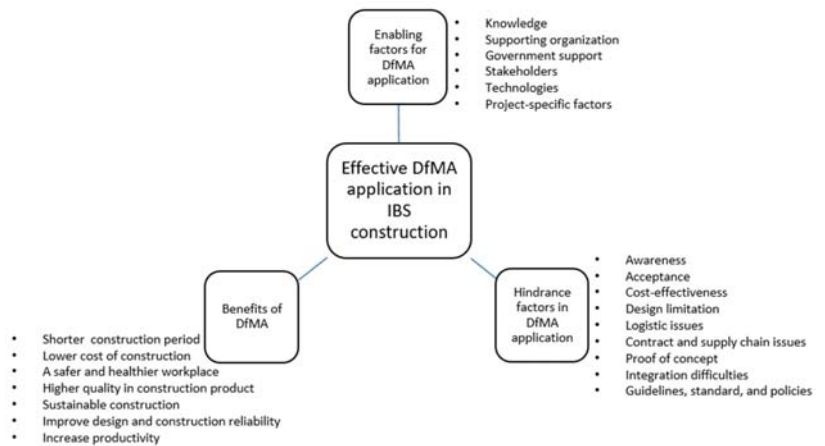 Enabling
factors for
DfMA
application
• Knowledge
• Supporting organization
• Government support
• Stakeholders
• Technologies
• Project-specific factors
Effective DfMA
application in
IBS
construction
Benefits of
DfMA
• Shorter construction period
• Lower cost of construction
• A safer and healthier workplace
• Higher quality in construction product
• Sustainable construction
• Improve design and construction reliability
• Increase productivity
Hindrance
factors in
DfMA
application
• Awareness
• Acceptance
• Cost-effectiveness
• Design limitation
• Logistic issues
• Contract and supply chain issues
• Proof of concept
• Integration difficulties
• Guidelines, standard, and policies